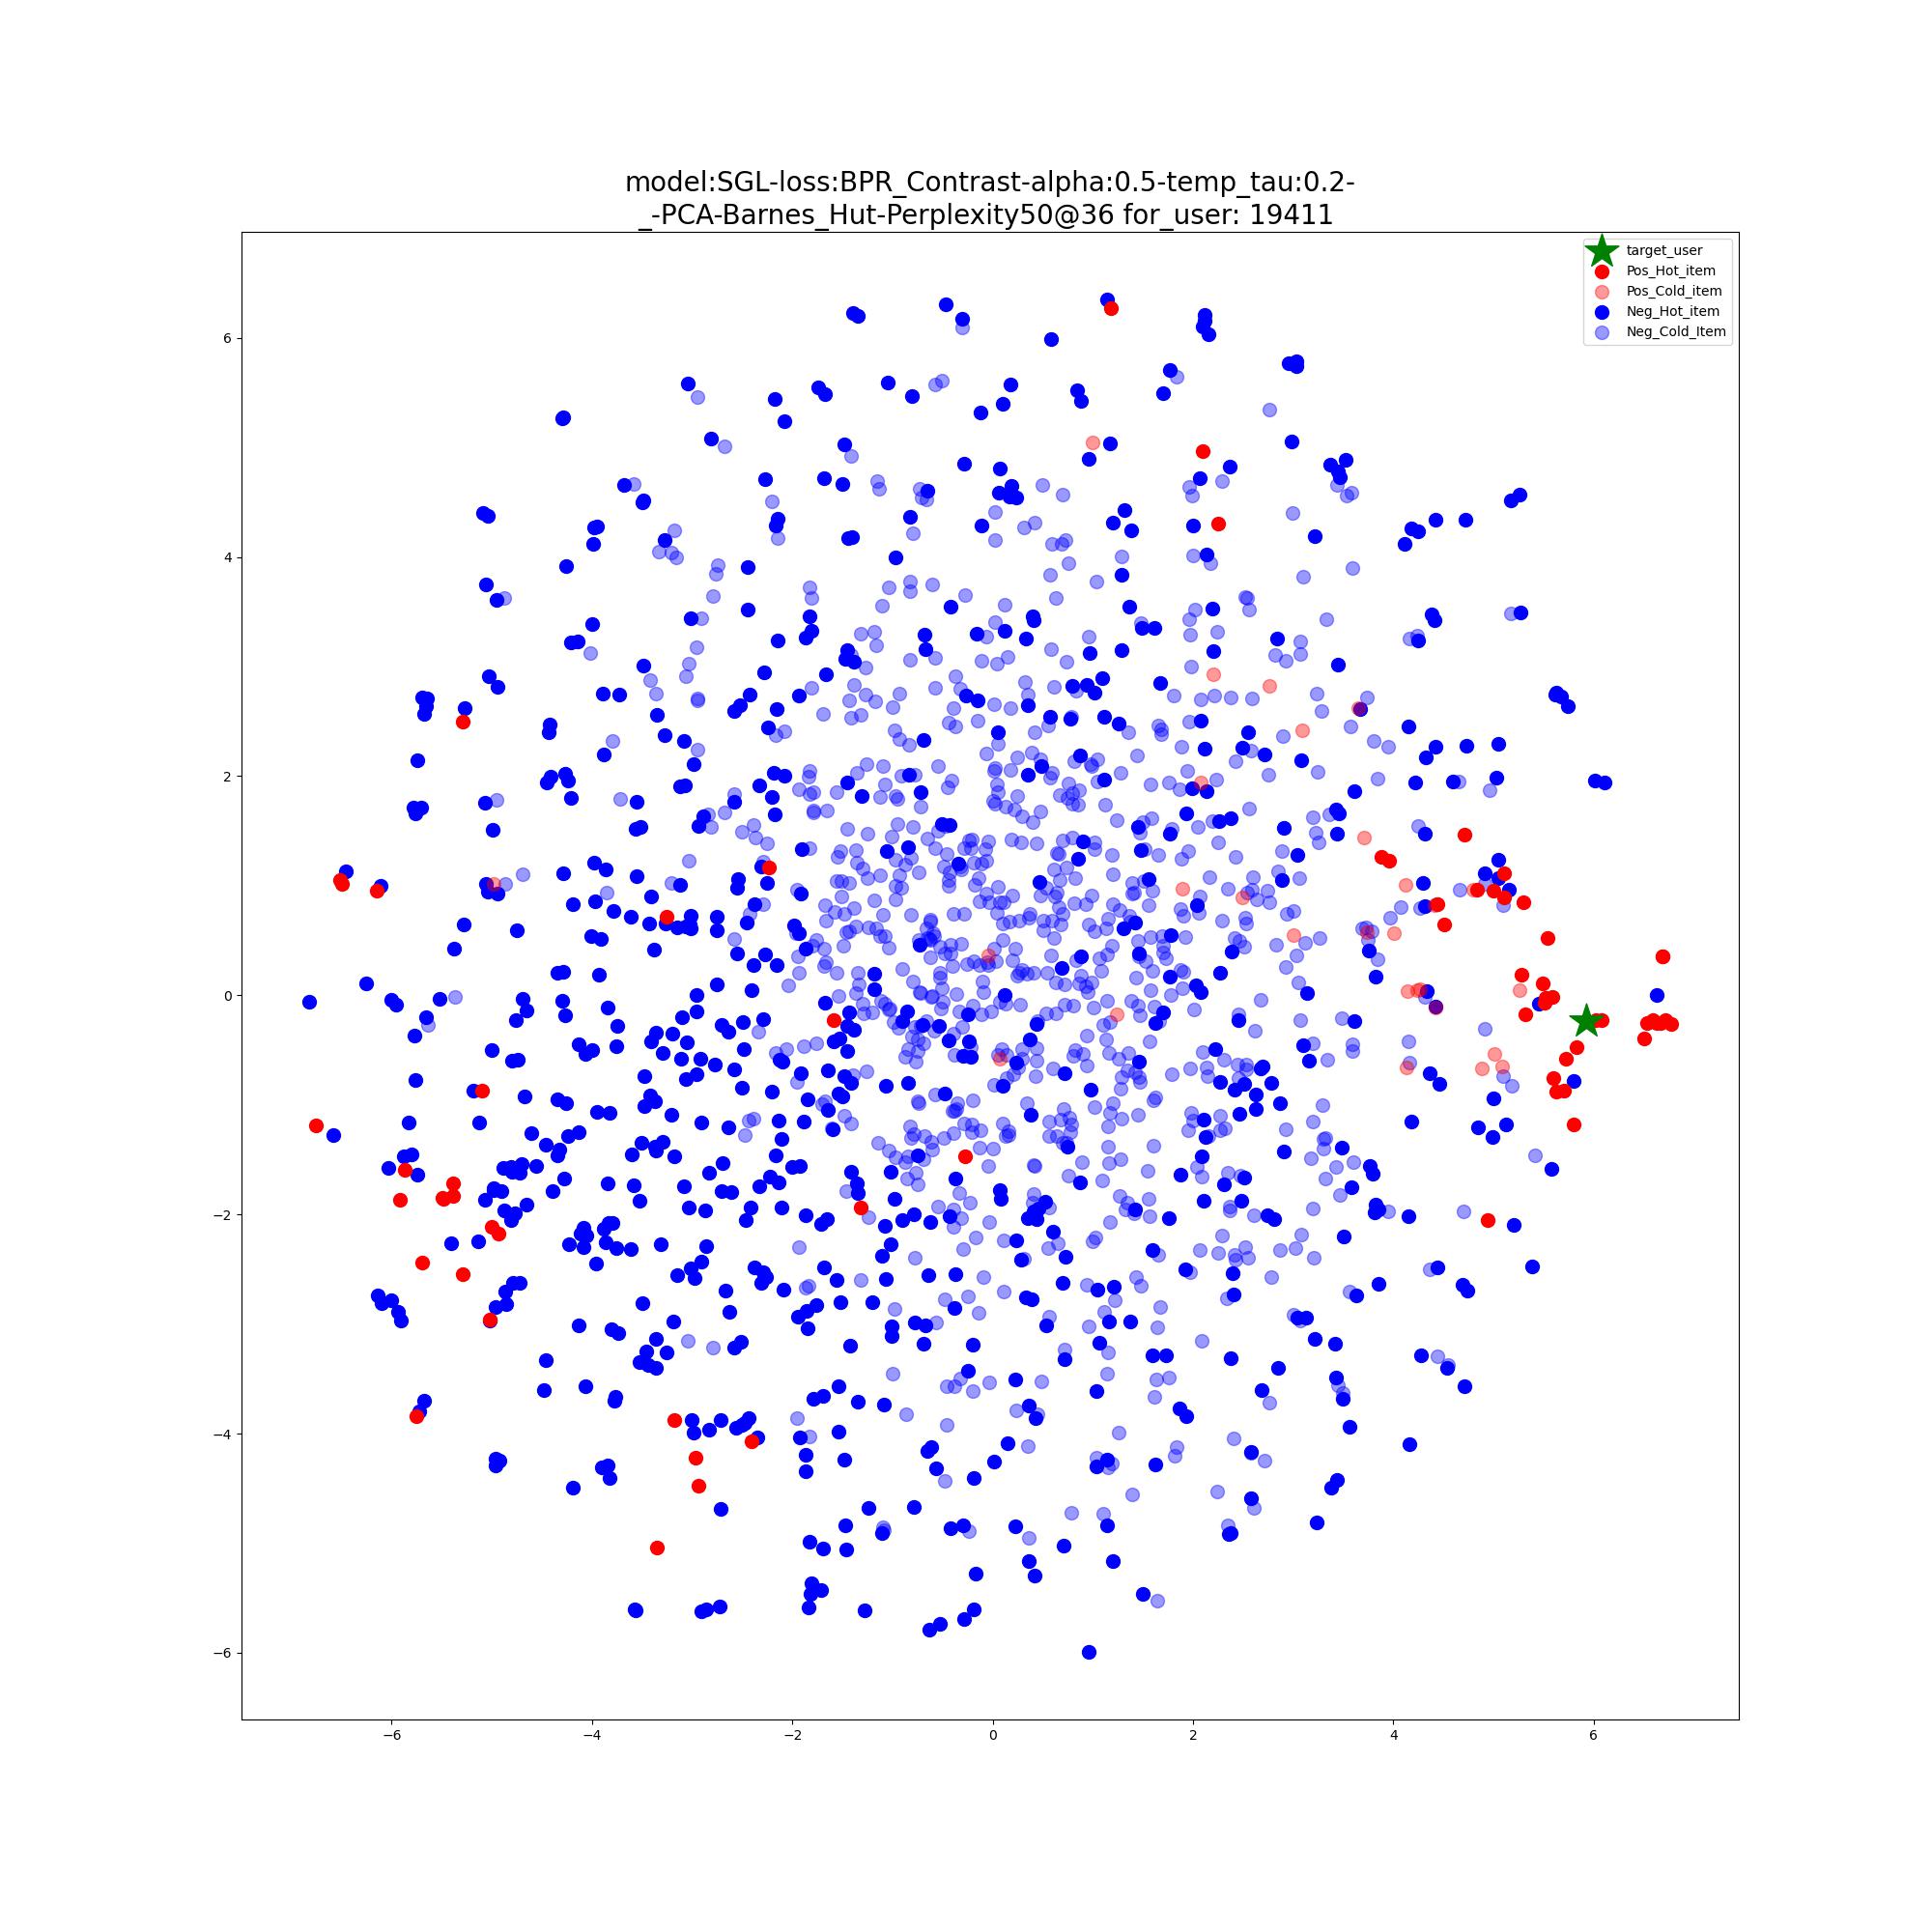 model:SGL-loss:BPR_Contrast-alpha:0.5-temp_tau:0.2-
_-PCA-Barnes_Hut-Perplexity50@36 for_user: 19411
target_user
Pos_Hot_item
Pos_Cold_item
Neg_Hot_item
Neg_Cold_Item
6
4
2
0
−2
−4
−6
−6 −4 −2 0 2 4 6